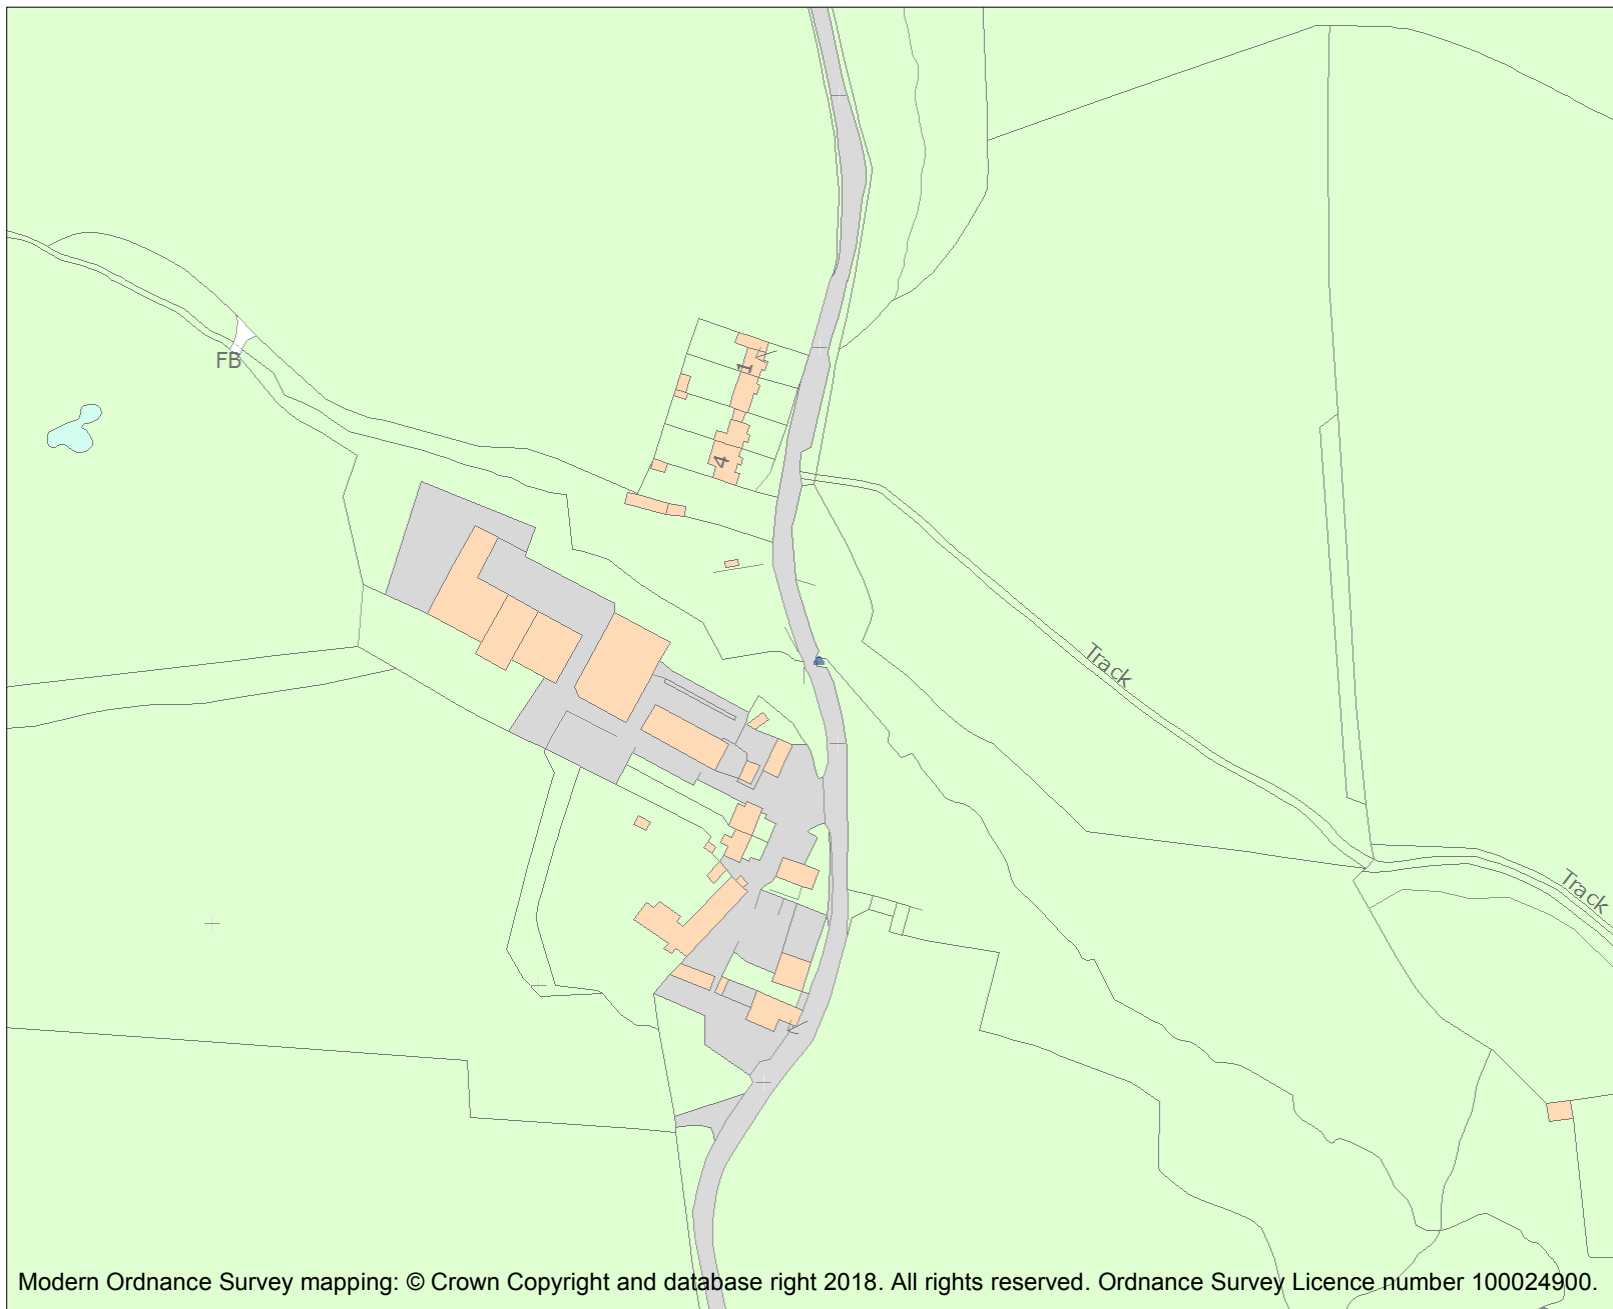 FB
1
4
Track
Track
Modern Ordnance Survey mapping: © Crown Copyright and database right 2018. All rights reserved. Ordnance Survey Licence number 100024900.